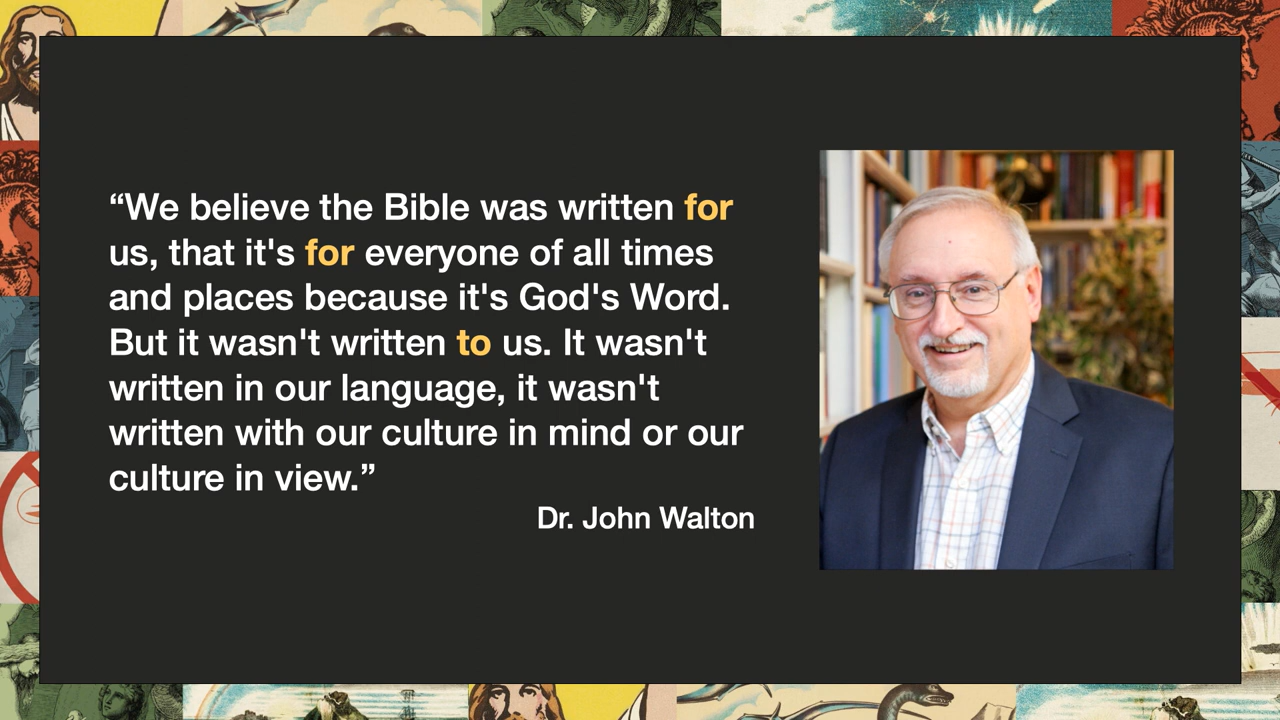 “We believe the Bible was written for
us, that it's for everyone of all times
and places because it's God's Word.
But it wasn't written to us. It wasn't
written in our language, it wasn't
written with our culture in mind or our
culture in view.”
Dr. John Walton